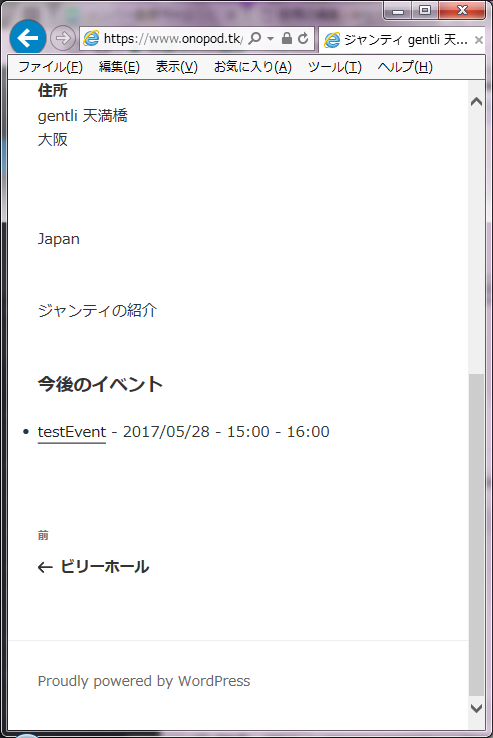 https://www.onopod.tk/
ジャンティ gentli 天...
ファイル(F) 編集(E) 表示(V) お気に入り(A) ツール(T) ヘルプ(H)
住所
gentli 天満橋
大阪
Japan
ジャンティの紹介
今後のイベント
• testEvent - 2017/05/28 - 15:00 - 16:00
前
← ビリーホール
Proudly powered by WordPress